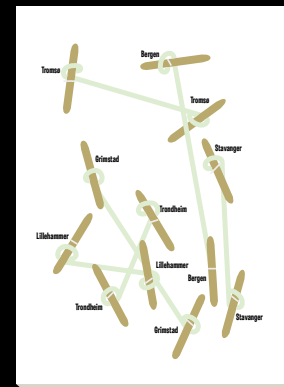 Bergen
Tromsø
Tromsø
Stavanger
Grimstad
Trondheim
Lillehammer
Lillehammer
Bergen
Trondheim
Stavanger
Grimstad